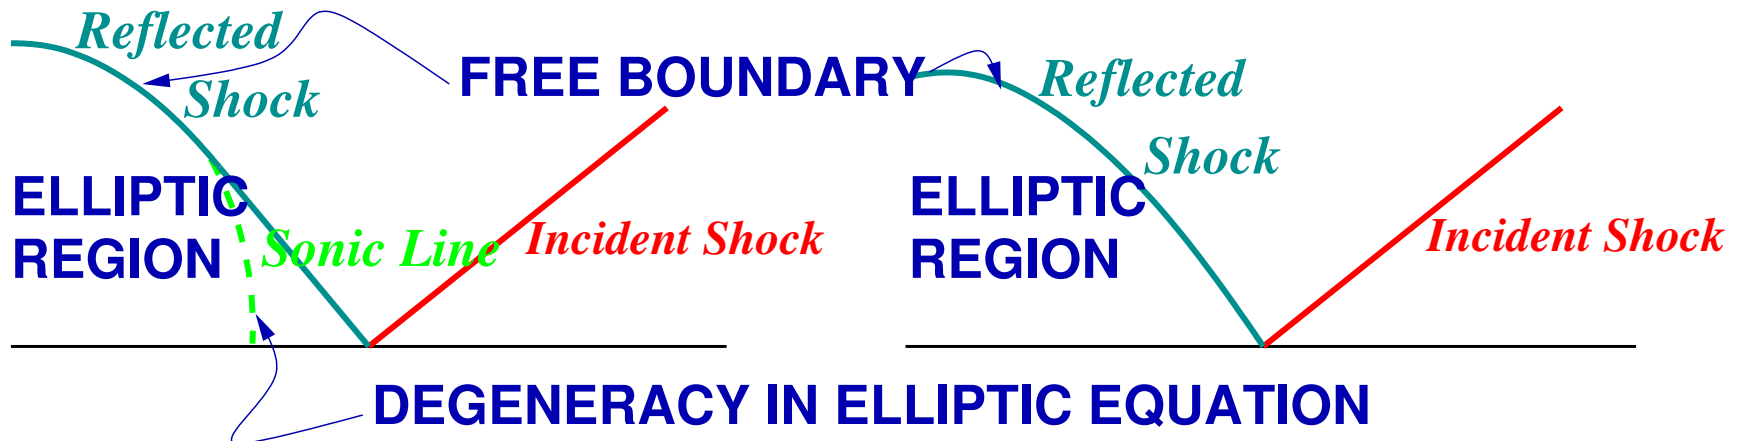 Reflected
Shock
FREE BOUNDARY
Reflected
Shock
ELLIPTIC
REGION
Sonic Line
Incident Shock
ELLIPTIC
REGION
Incident Shock
DEGENERACY IN ELLIPTIC EQUATION